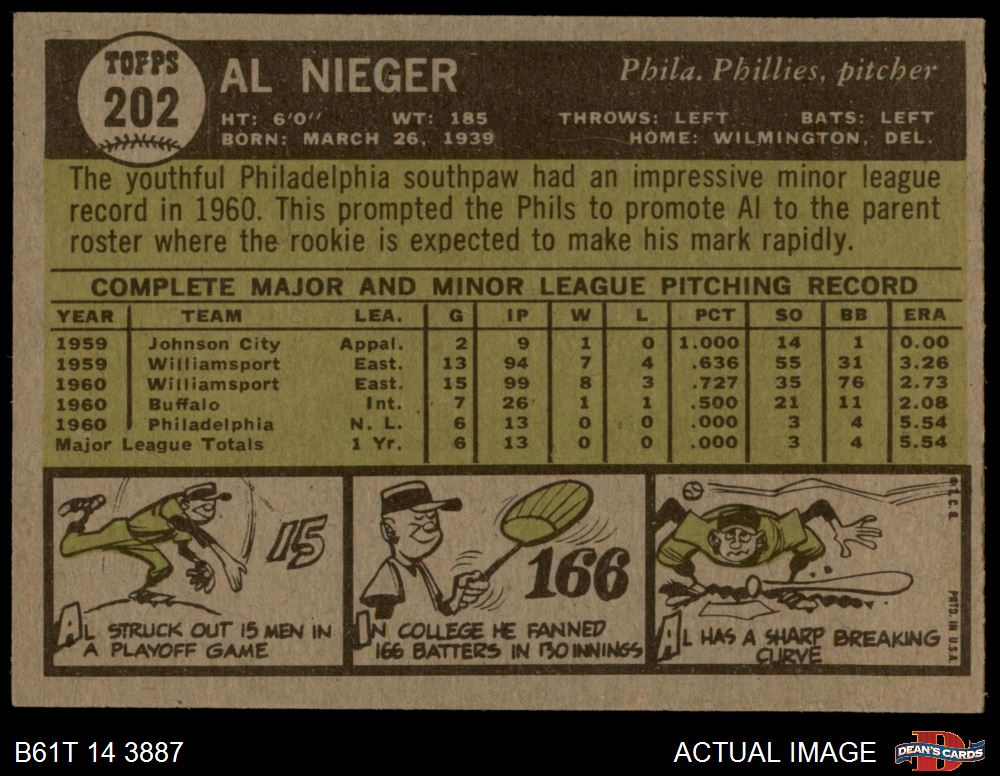 TOPPS
202
AL NIEGER
Phila. Phillies, pitcher
HT: 6'0" WT: 185 THROWS: LEFT BATS: LEFT
BORN: MARCH 26, 1939 HOME: WILMINGTON, DEL.
The youthful Philadelphia southpaw had an impressive minor league
record in 1960. This prompted the Phils to promote Al to the parent
roster where the rookie is expected to make his mark rapidly.
COMPLETE MAJOR AND MINOR LEAGUE PITCHING RECORD
YEAR TEAM LEA. G IP W L PCT SO BB ERA
1959 Johnson City Appal. 2 9 1 0 1.000 14 1 0.00
1959 Williamsport East. 13 94 7 4 .636 55 31 3.26
1960 Williamsport East. 15 99 8 3 .727 35 76 2.73
1960 Buffalo Int. 7 26 1 1 .500 21 11 2.08
1960 Philadelphia N. L. 6 13 0 0 .000 3 4 5.54
Major League Totals 1 Yr. 6 13 0 0 .000 3 4 5.54
15
AL STRUCK OUT 15 MEN IN
A PLAYOFF GAME
166
IN COLLEGE HE FANNED
166 BATTERS IN 130 INNINGS
AL HAS A SHARP BREAKING
CURVE
© T. C. G.
PRTD. IN U.S.A.
B61T 14 3887
ACTUAL IMAGE
D
DEAN'S CARDS